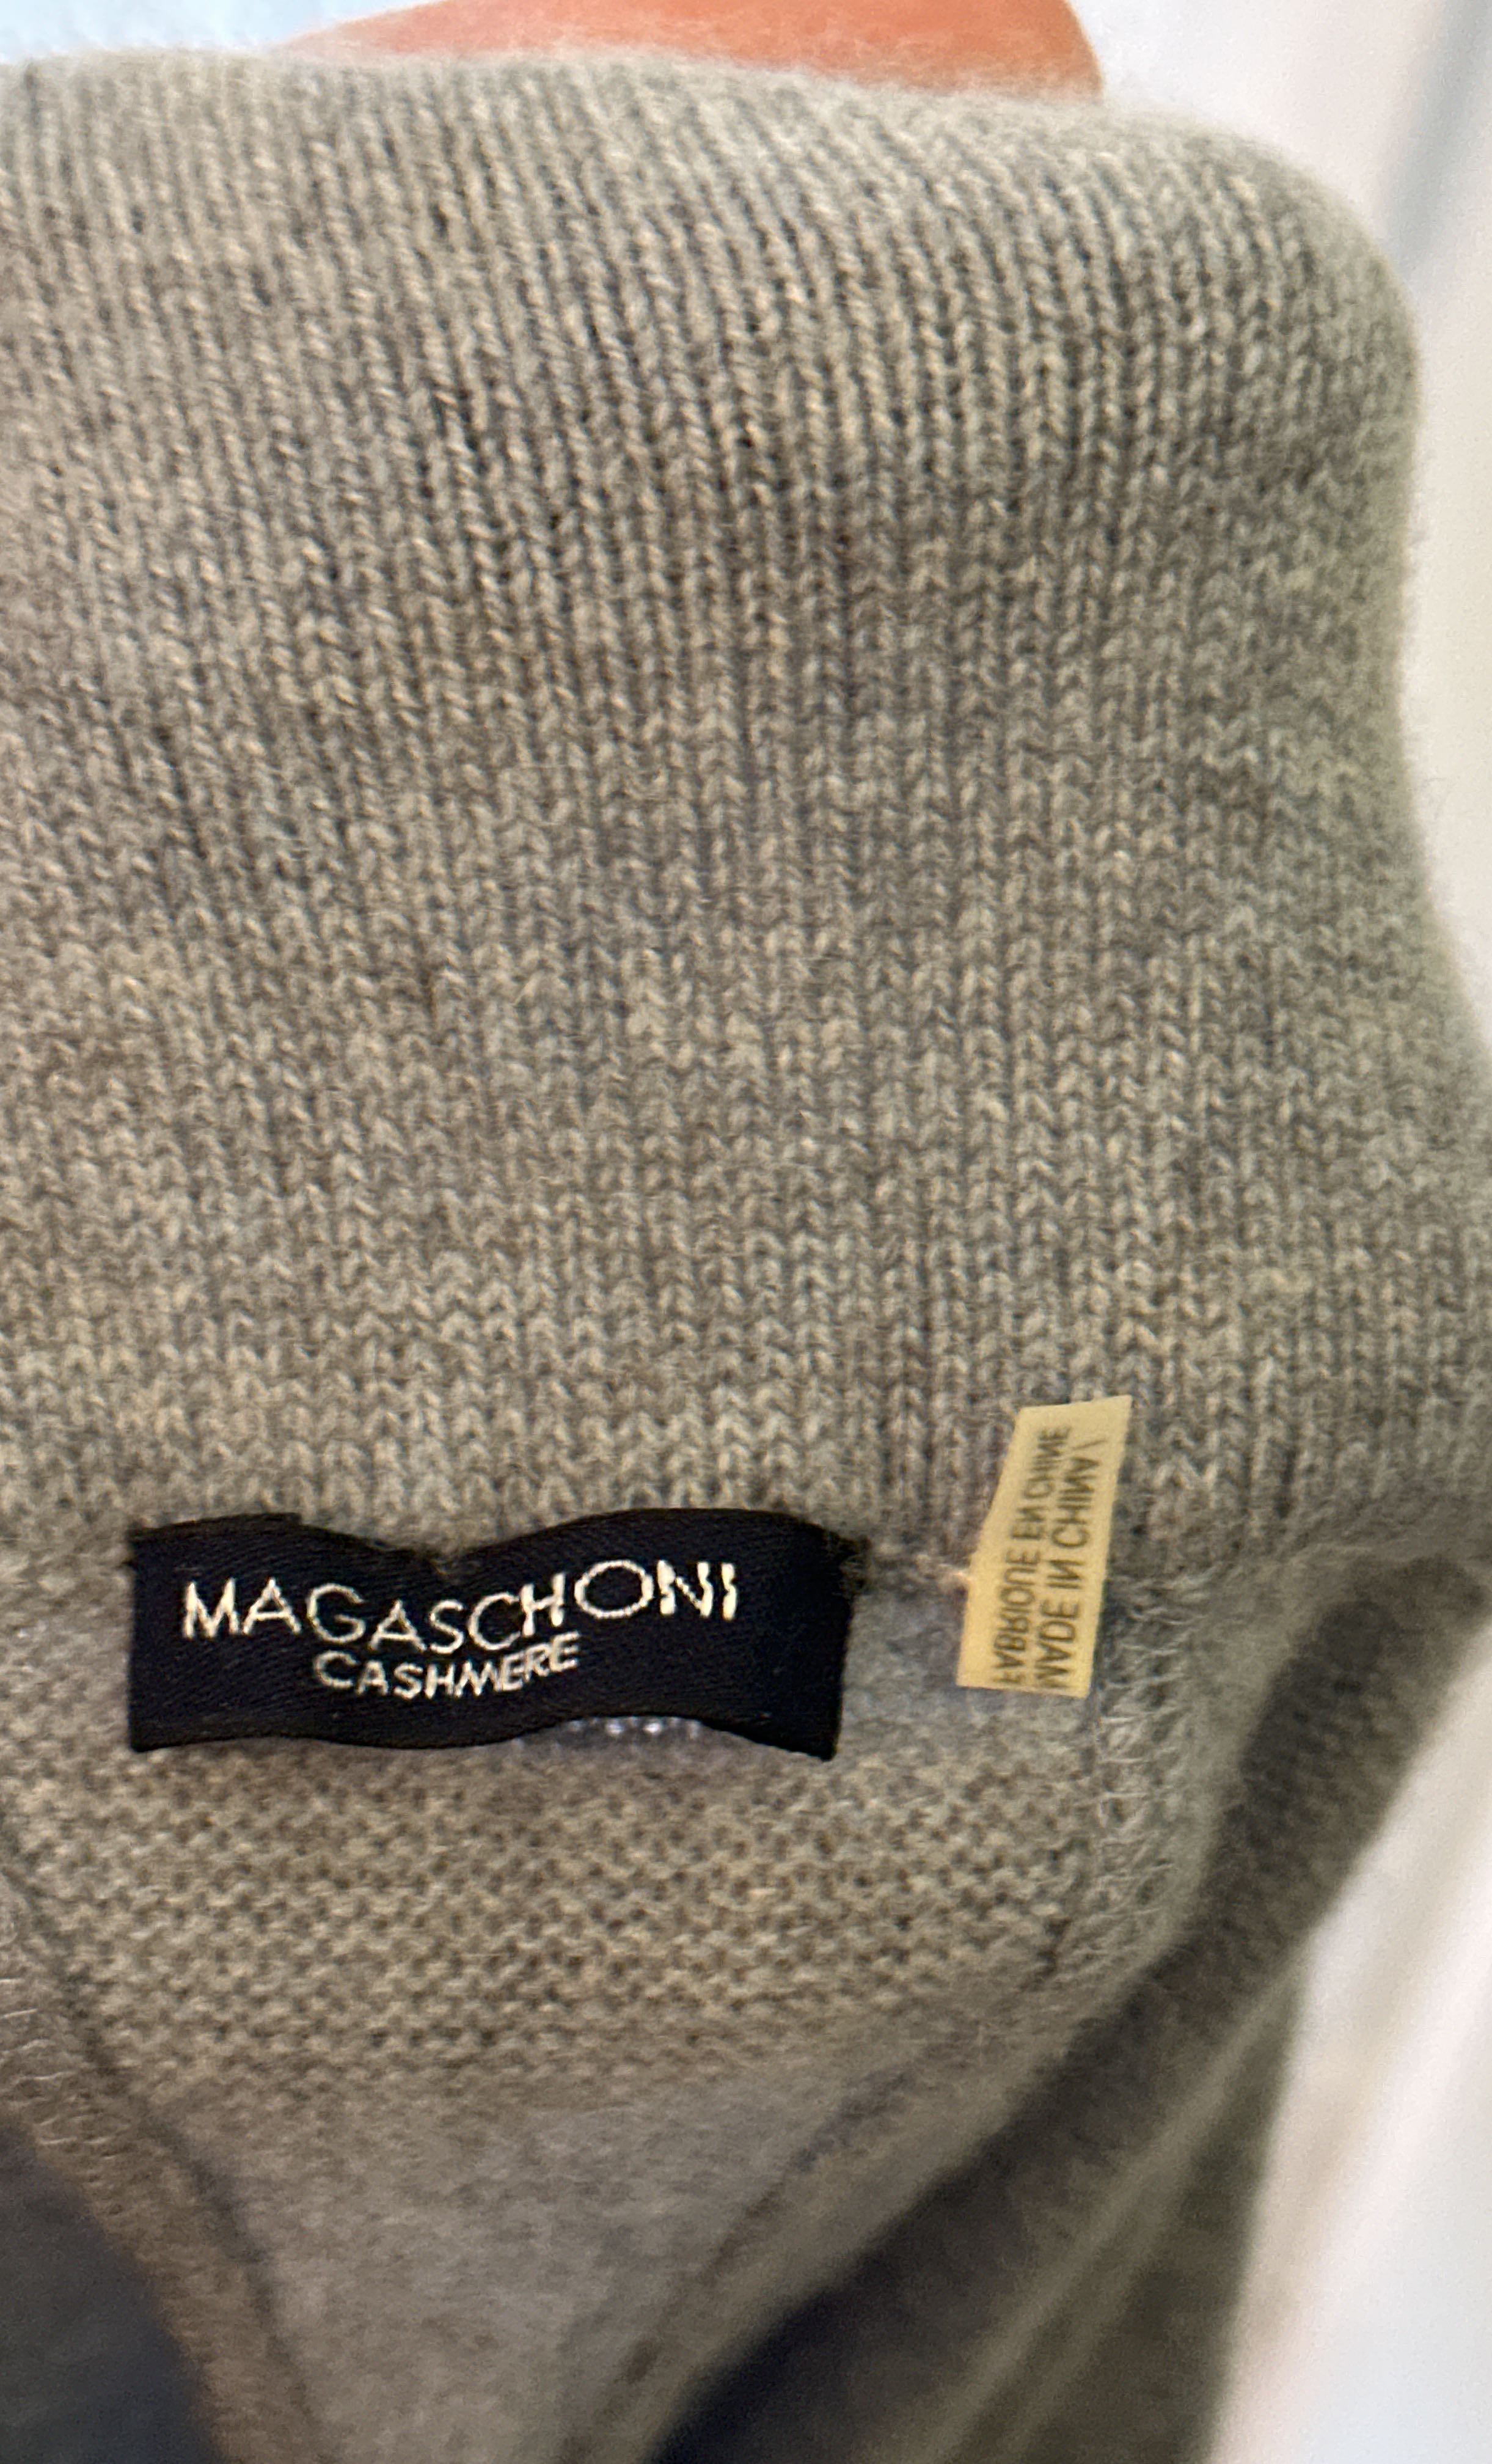 MAGASCHONI
CASHMERE
MADE IN CHINA /
FABRIQUE EN CHINE